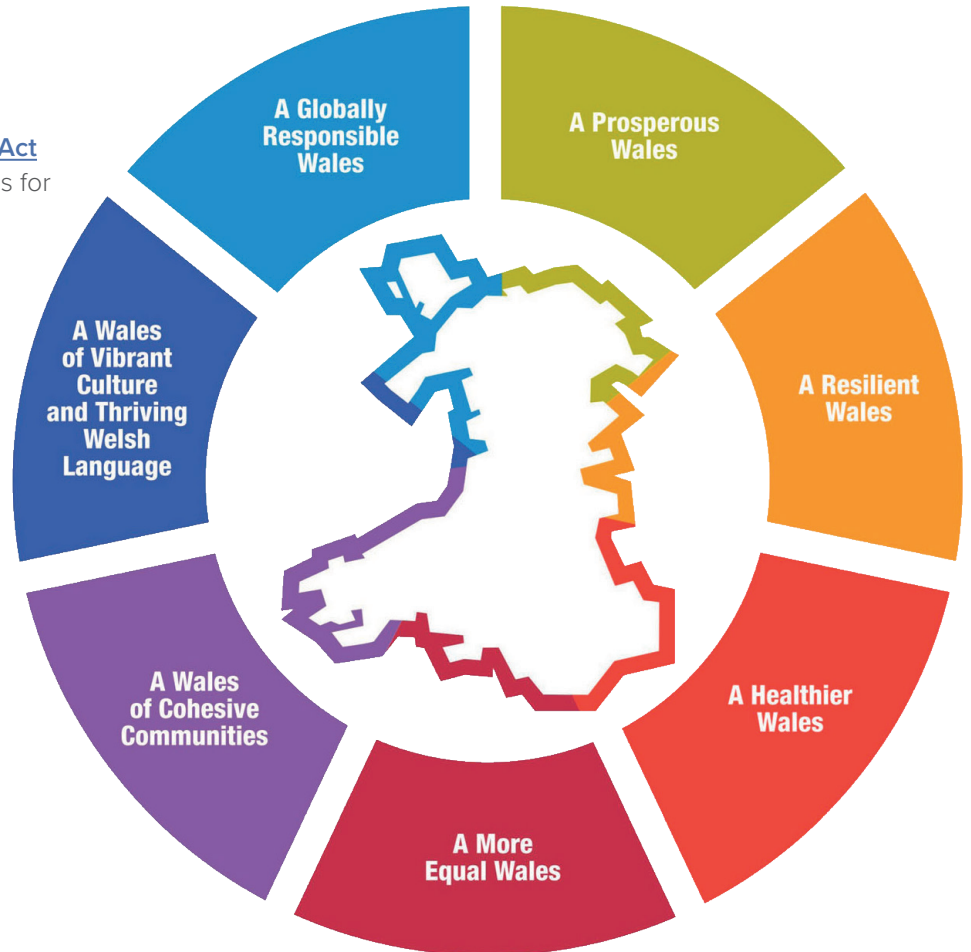 Act
s for
A Globally
Responsible
Wales
A Prosperous
Wales
A Resilient
Wales
A Healthier
Wales
A More
Equal Wales
A Wales
of Cohesive
Communities
A Wales
of Vibrant
Culture
and Thriving
Welsh
Language